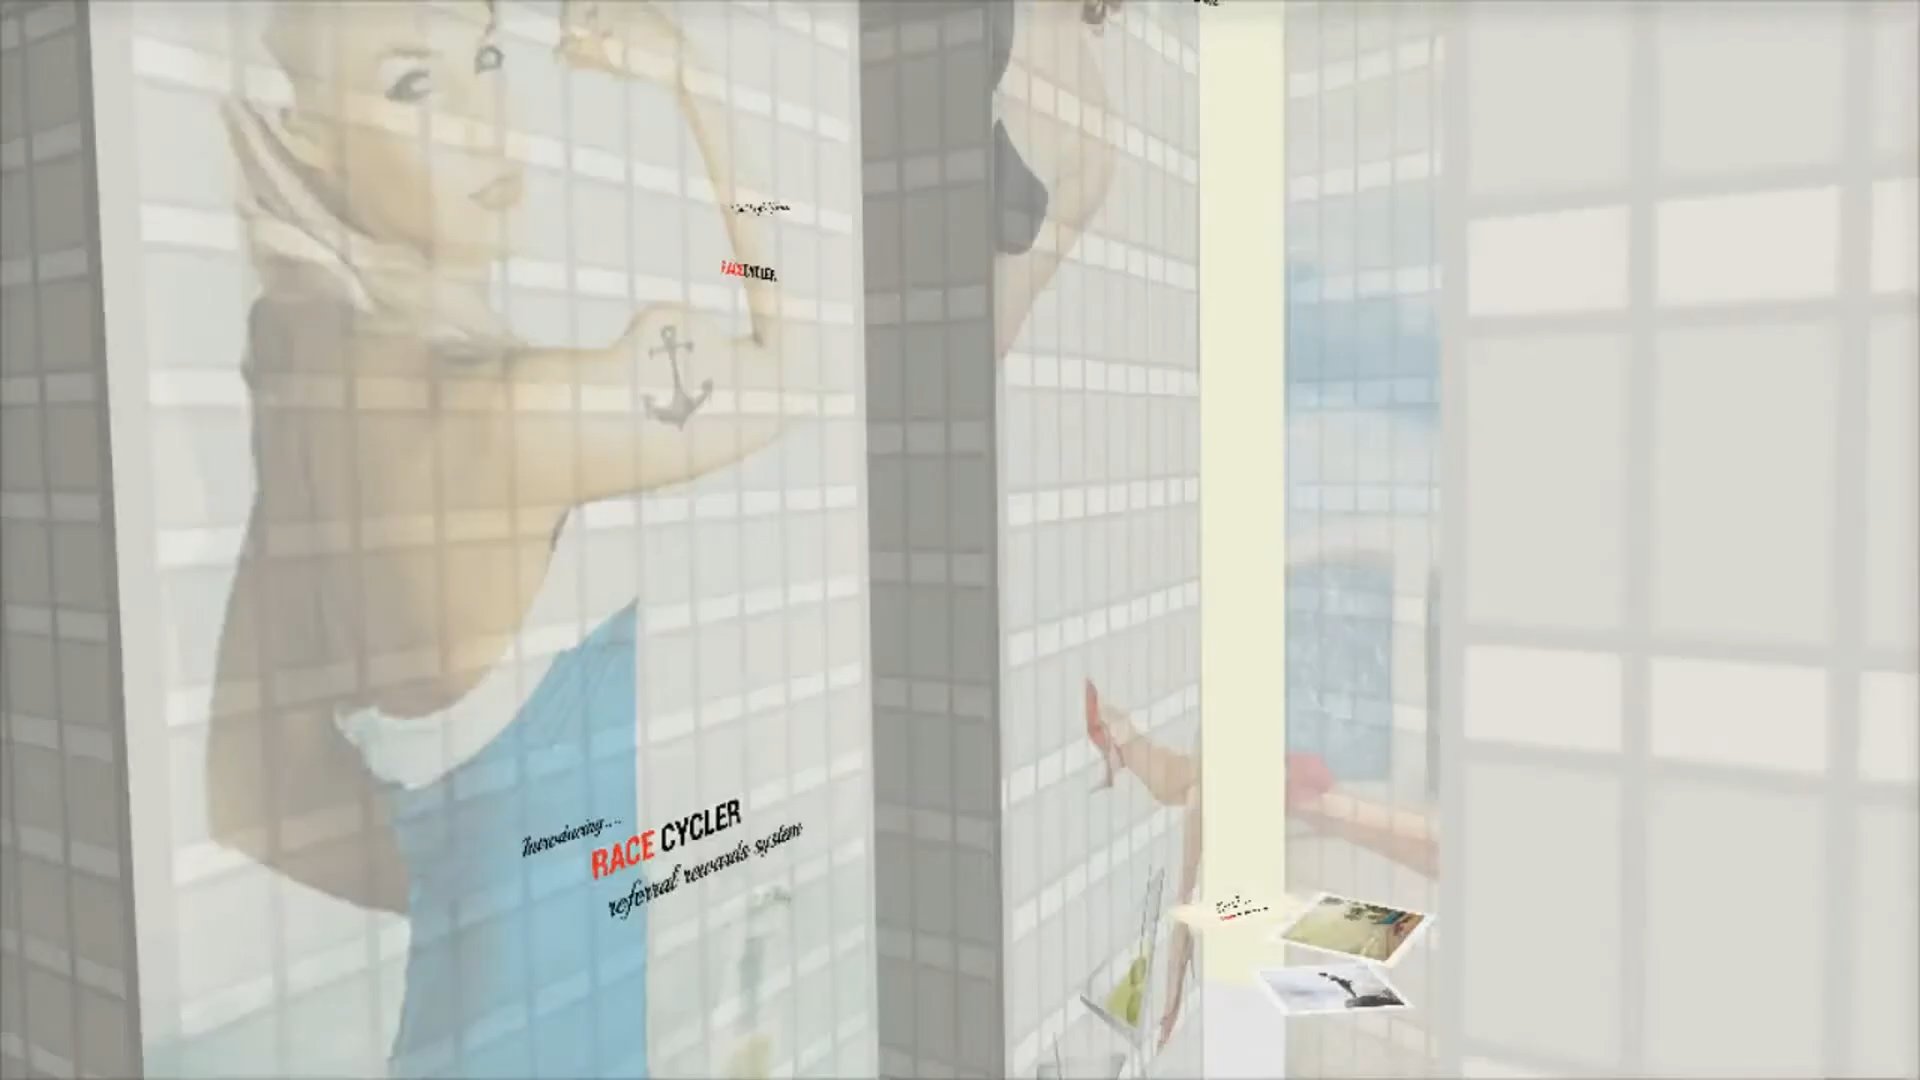 RACECYCLER
Introducing....
RACE CYCLER
referral rewards system